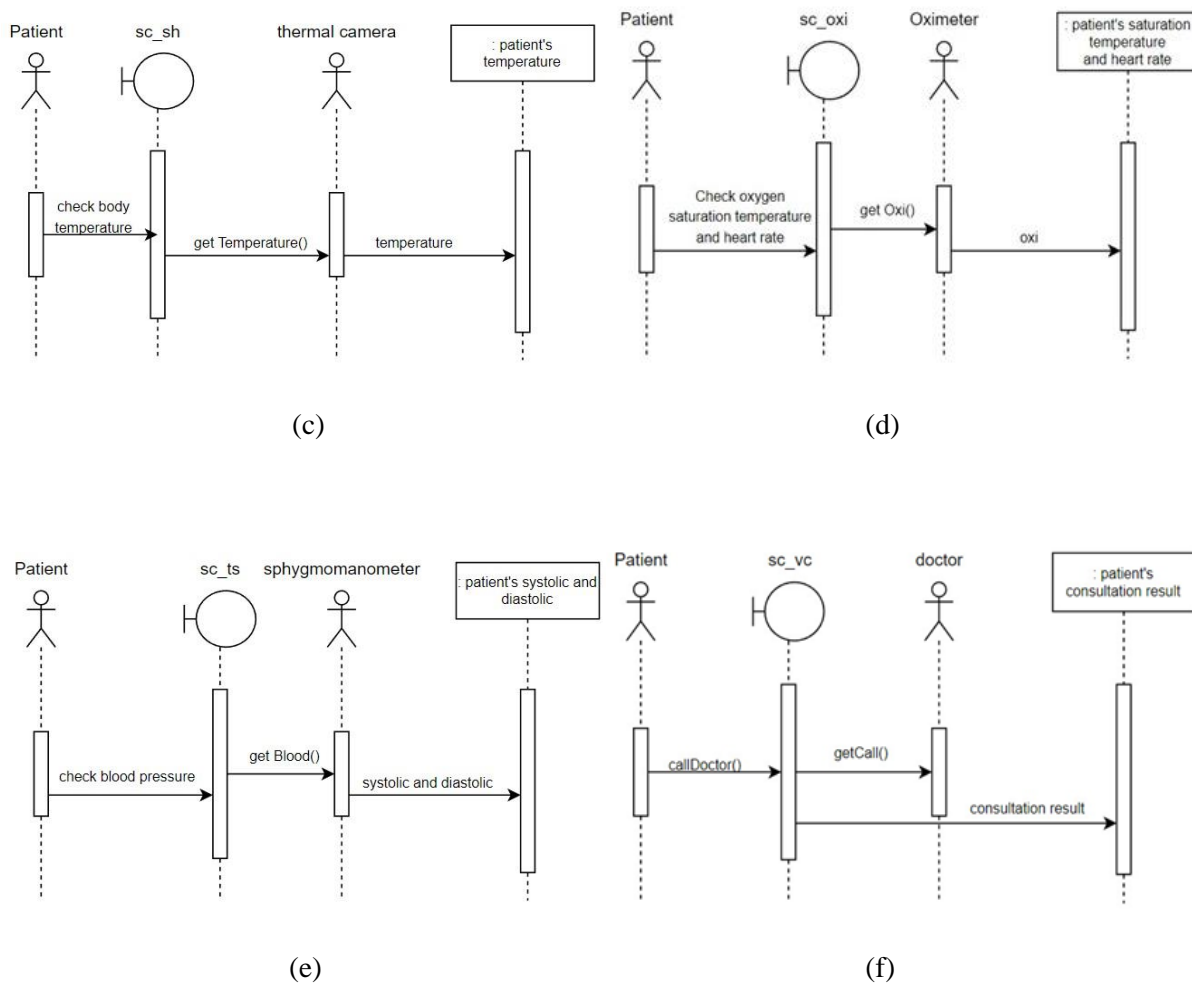 Patient
sc_sh
thermal camera
: patient's
temperature
check body
temperature
get Temperature()
temperature
(c)
Patient
sc_oxi
Oximeter
: patient's saturation
temperature
and heart rate
Check oxygen
saturation temperature
and heart rate
get Oxi()
oxi
(d)
Patient
sc_ts
sphygmomanometer
: patient's systolic and
diastolic
check blood pressure
get Blood()
systolic and diastolic
(e)
Patient
sc_vc
doctor
: patient's
consultation result
callDoctor()
getCall()
consultation result
(f)